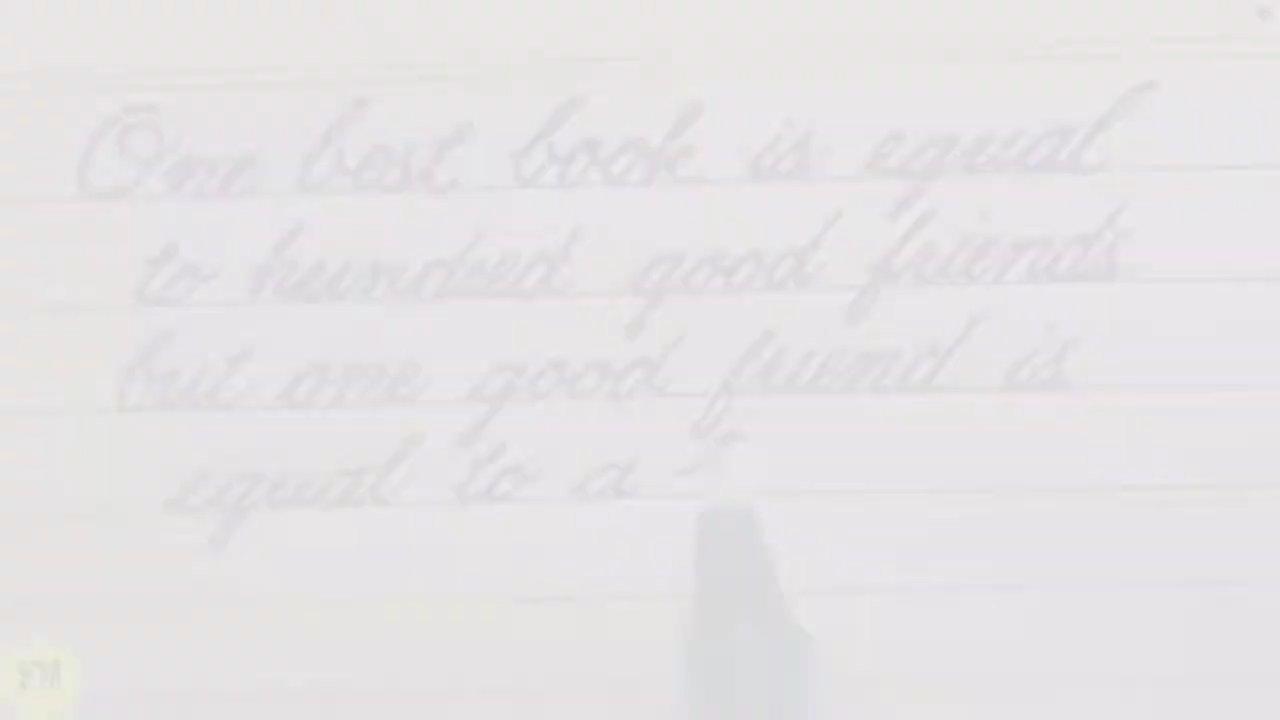 One best book is equal
to hundred good friends
but one good friend is
equal to a